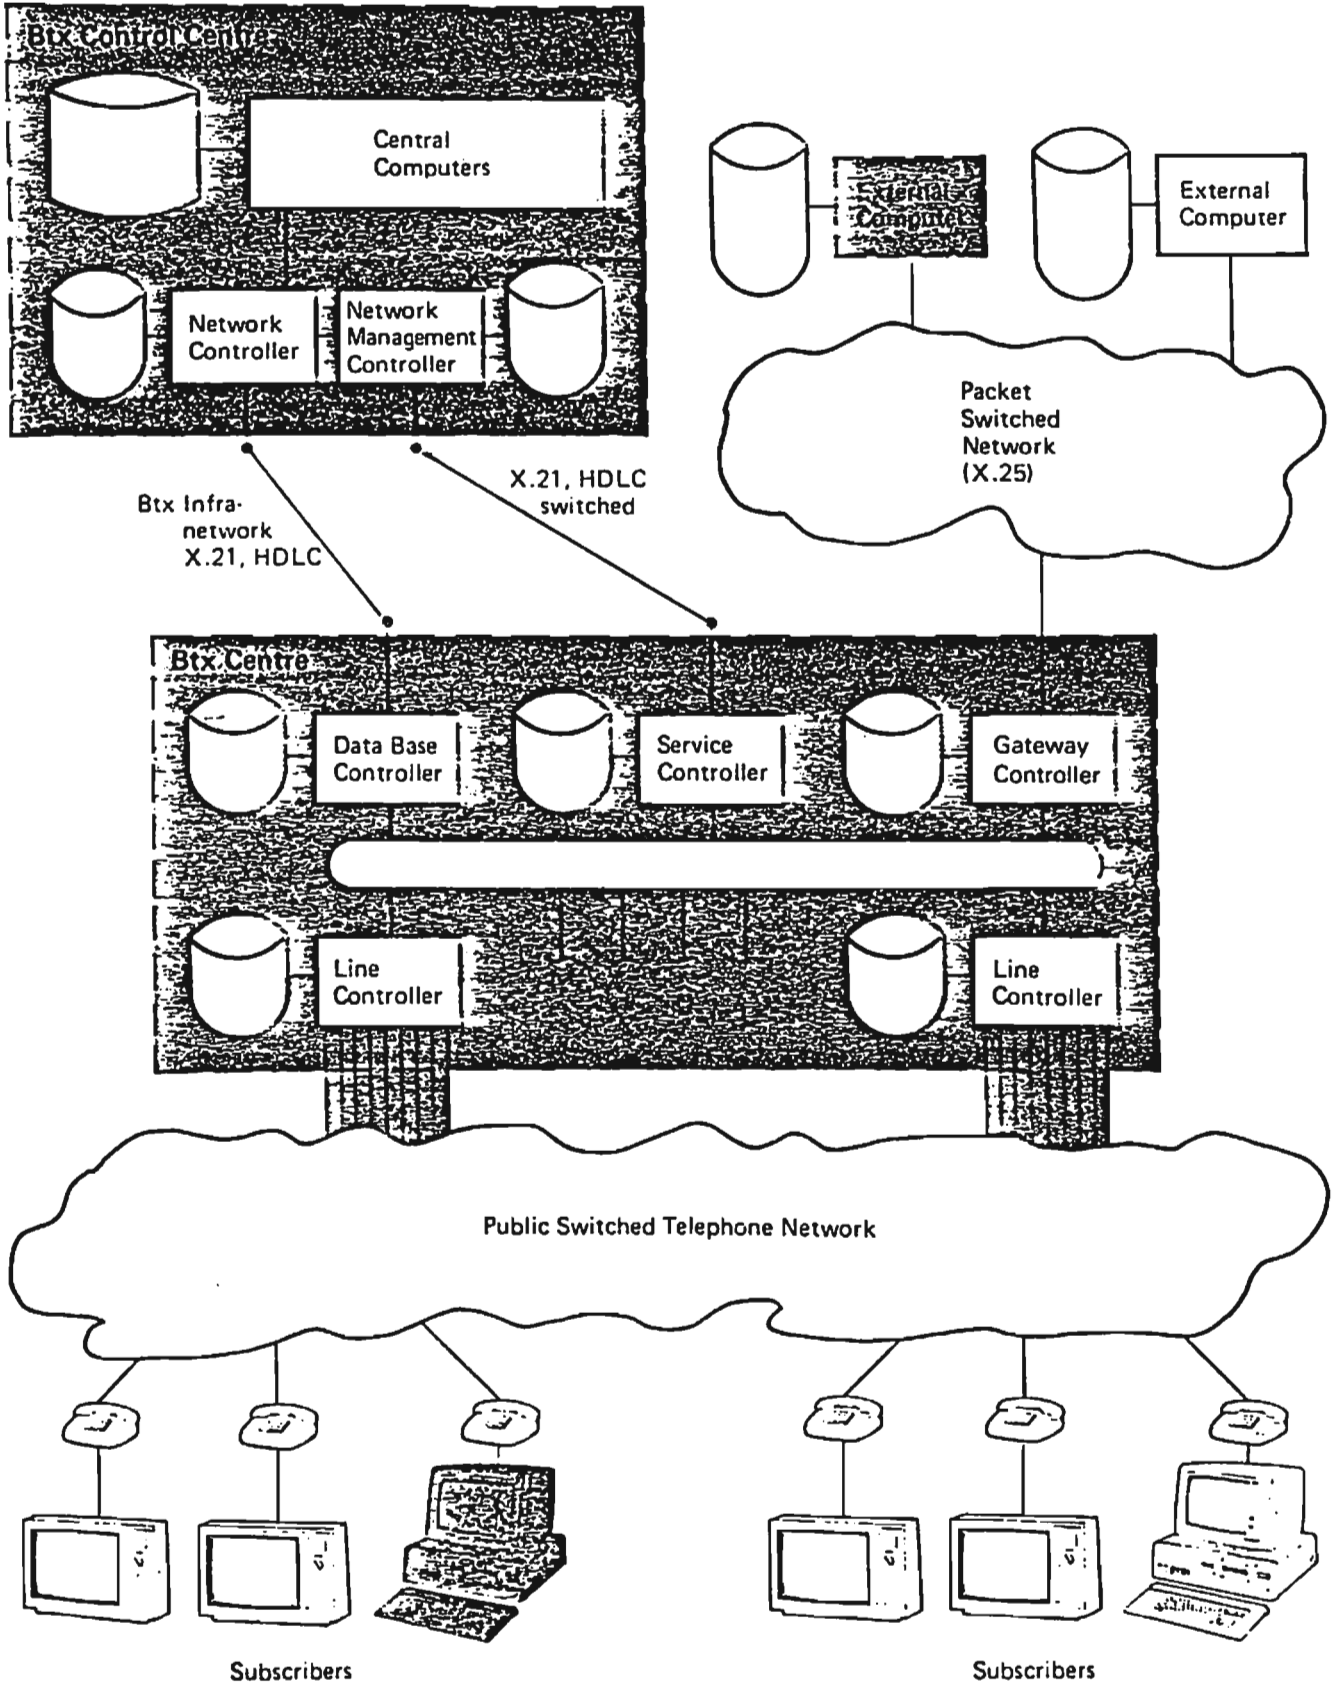 Btx Control Centre
Central
Computers
External
Computer
External
Computer
Network
Controller
Network
Management
Controller
Packet
Switched
Network
(X.25)
Btx Infra-
network
X.21, HDLC
X.21, HDLC
switched
Btx Centre
Data Base
Controller
Service
Controller
Gateway
Controller
Line
Controller
Line
Controller
Public Switched Telephone Network
Subscribers
Subscribers